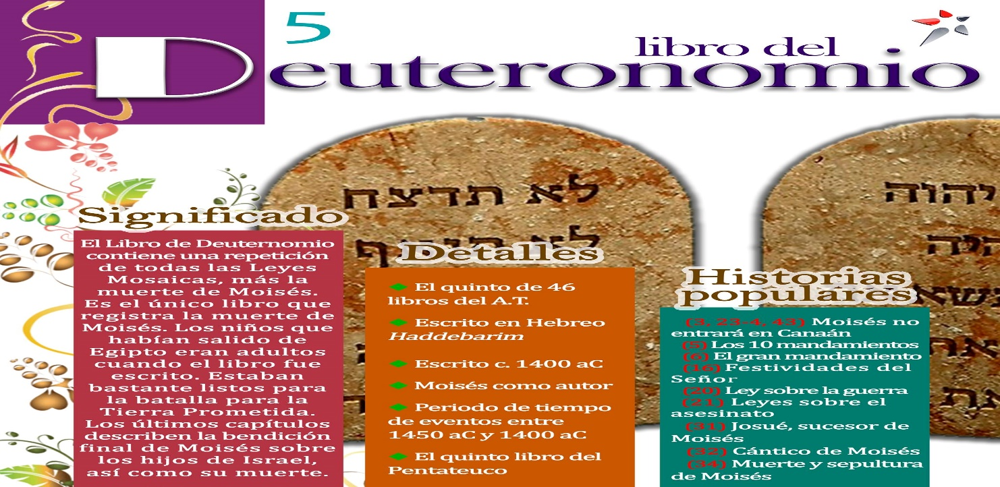 5
libro del
Deuteronomio
לא תרצח
יהוה
Significado
El Libro de Deuternomio
contiene una repetición
de todas las Leyes
Mosaicas, más la
muerte de Moisés.
Es el único libro que
registra la muerte de
Moisés. Los niños que
habían salido de
Egipto eran adultos
cuando el libro fue
escrito. Estaban
bastante listos para
la batalla para la
Tierra Prometida.
Los últimos capítulos
describen la bendición
final de Moisés sobre
los hijos de Israel,
así como su muerte.
Detalles
El quinto de 46
libros del A.T.
Escrito en Hebreo
Haddebarim
Escrito c. 1400 aC
Moisés como autor
Periodo de tiempo
de eventos entre
1450 aC y 1400 aC
El quinto libro del
Pentateuco
Historias
populares
(3, 23-4, 43) Moisés no
entrará en Canaán
(5) Los 10 mandamientos
(6) El gran mandamiento
(16) Festividades del
Señor
(20) Ley sobre la guerra
(21) Leyes sobre el
asesinato
(31) Josué, sucesor de
Moisés
(32) Cántico de Moisés
(34) Muerte y sepultura
de Moisés